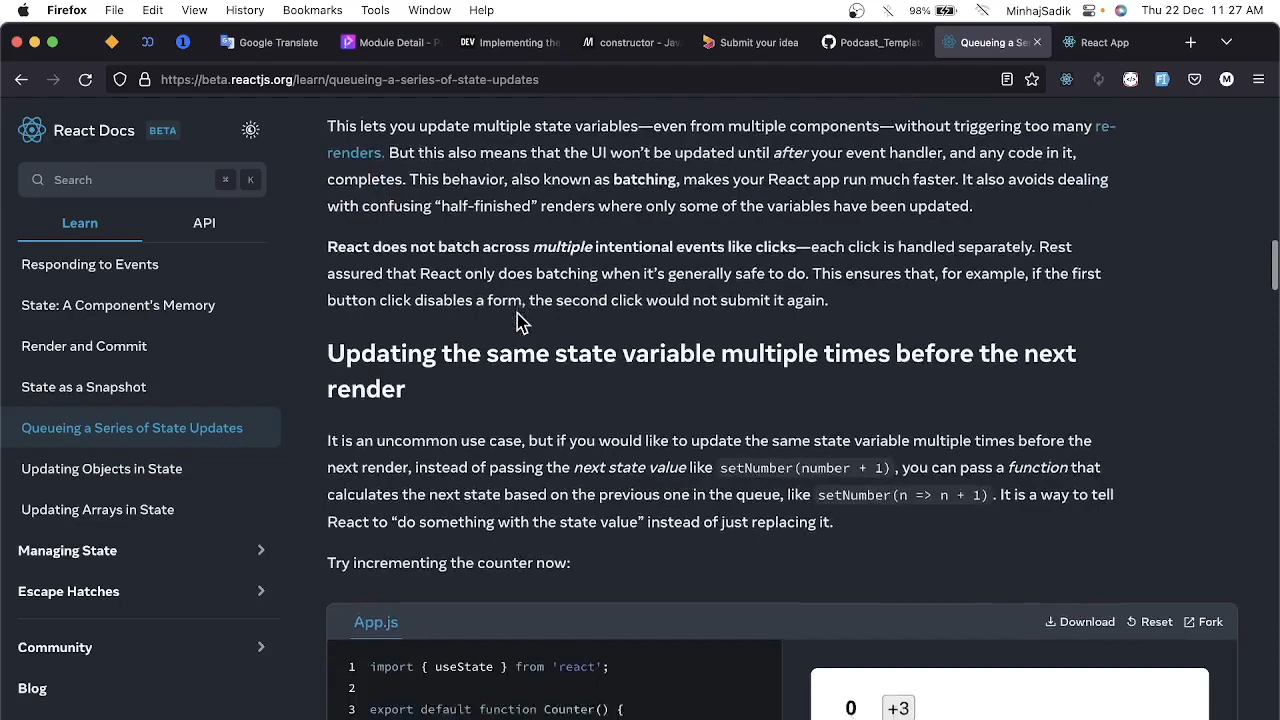 Firefox File Edit View History Bookmarks Tools Window Help 98% MinhajSadik Thu 22 Dec 11:27 AM
Google Translate Module Detail - P DEV Implementing the M constructor - Jav Submit your idea Podcast_Templat Queueing a Se React App
https://beta.reactjs.org/learn/queueing-a-series-of-state-updates M
React Docs BETA
Search ⌘ K
Learn API
Responding to Events
State: A Component's Memory
Render and Commit
State as a Snapshot
Queueing a Series of State Updates
Updating Objects in State
Updating Arrays in State
Managing State
Escape Hatches
Community
Blog
This lets you update multiple state variables—even from multiple components—without triggering too many re-
renders. But this also means that the UI won’t be updated until after your event handler, and any code in it,
completes. This behavior, also known as batching, makes your React app run much faster. It also avoids dealing
with confusing “half-finished” renders where only some of the variables have been updated.
React does not batch across multiple intentional events like clicks—each click is handled separately. Rest
assured that React only does batching when it’s generally safe to do. This ensures that, for example, if the first
button click disables a form, the second click would not submit it again.
Updating the same state variable multiple times before the next
render
It is an uncommon use case, but if you would like to update the same state variable multiple times before the
next render, instead of passing the next state value like setNumber(number + 1), you can pass a function that
calculates the next state based on the previous one in the queue, like setNumber(n => n + 1). It is a way to tell
React to “do something with the state value” instead of just replacing it.
Try incrementing the counter now:
App.js Download Reset Fork
1 import { useState } from 'react';
2
3 export default function Counter() {
0 +3